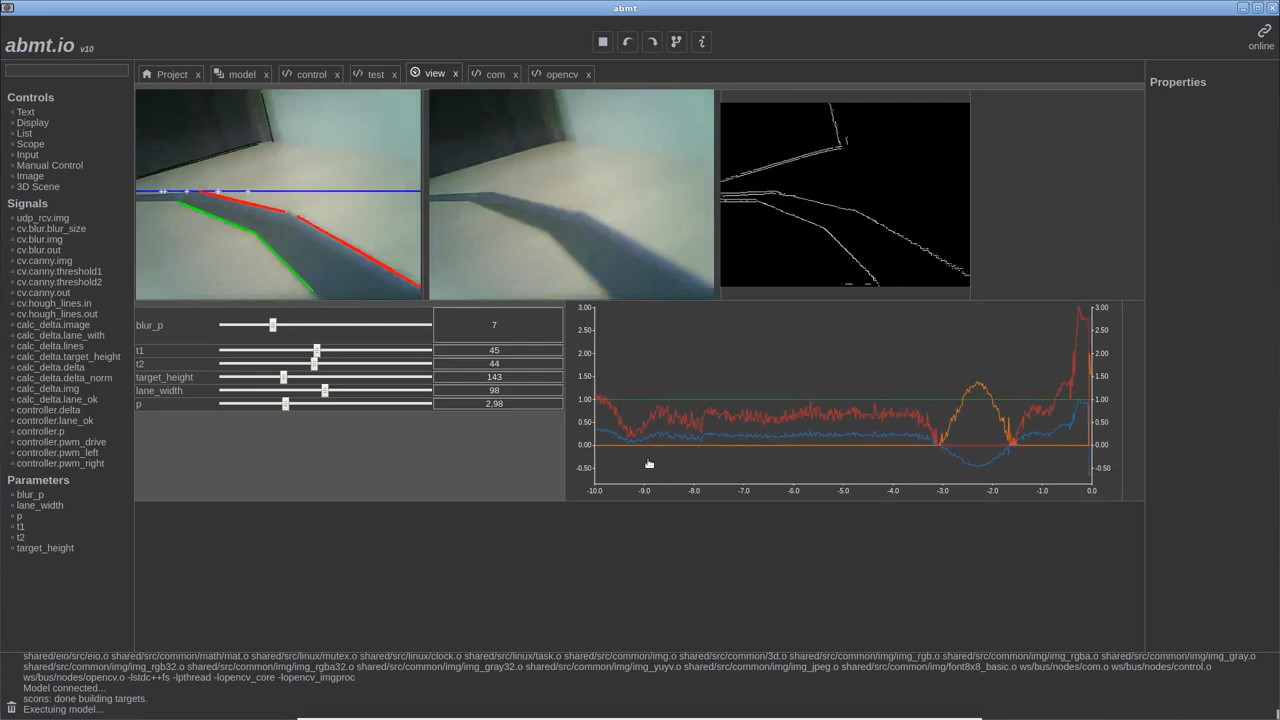 abmt
abmt.io v10
online
Project x
model x
control x
test x
view x
com x
opencv x
Properties
Controls
Text
Display
List
Scope
Input
Manual Control
Image
3D Scene
Signals
udp_rcv.img
cv.blur.blur_size
cv.blur.img
cv.blur.out
cv.canny.img
cv.canny.threshold1
cv.canny.threshold2
cv.canny.out
cv.hough_lines.in
cv.hough_lines.out
calc_delta.image
calc_delta.lane_with
calc_delta.lines
calc_delta.target_height
calc_delta.delta
calc_delta.delta_norm
calc_delta.img
calc_delta.lane_ok
controller.delta
controller.lane_ok
controller.p
controller.pwm_drive
controller.pwm_left
controller.pwm_right
Parameters
blur_p
lane_width
p
t1
t2
target_height
blur_p 7
t1 45
t2 44
target_height 143
lane_width 98
p 2,98
3.00 3.00
2.50 2.50
2.00 2.00
1.50 1.50
1.00 1.00
0.50 0.50
0.00 0.00
-0.50 -0.50
-10.0 -9.0 -8.0 -7.0 -6.0 -5.0 -4.0 -3.0 -2.0 -1.0 0.0
shared/eio/src/eio.o shared/src/common/math/mat.o shared/src/linux/mutex.o shared/src/linux/clock.o shared/src/linux/task.o shared/src/common/img.o shared/src/common/3d.o shared/src/common/img/img_rgb.o shared/src/common/img/img_rgba.o shared/src/common/img/img_gray.o
shared/src/common/img/img_rgb32.o shared/src/common/img/img_rgba32.o shared/src/common/img/img_gray32.o shared/src/common/img/img_yuyv.o shared/src/common/img/img_jpeg.o shared/src/common/img/font8x8_basic.o ws/bus/nodes/com.o ws/bus/nodes/control.o
ws/bus/nodes/opencv.o -lstdc++fs -lpthread -lopencv_core -lopencv_imgproc
Model connected...
scons: done building targets.
Exectuing model...